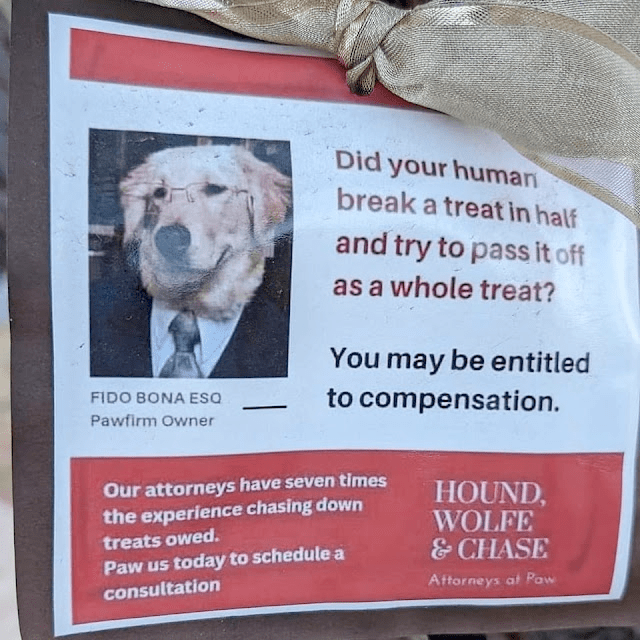 Did your human
break a treat in half
and try to pass it off
as a whole treat?
You may be entitled
to compensation.
FIDO BONA ESQ
Pawfirm Owner
Our attorneys have seven times
the experience chasing down
treats owed.
Paw us today to schedule a
consultation
HOUND,
WOLFE
& CHASE
Attorneys at Paw